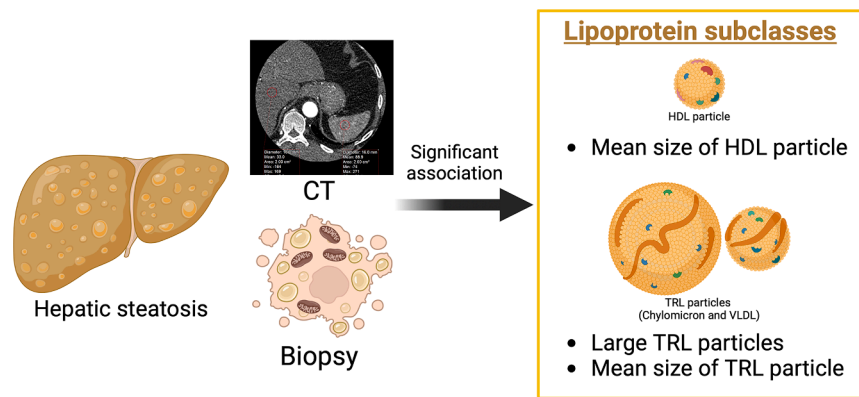 Hepatic steatosis
CT
Biopsy
Significant
association
Lipoprotein subclasses
HDL particle
• Mean size of HDL particle
TRL particles
(Chylomicron and VLDL)
• Large TRL particles
• Mean size of TRL particle